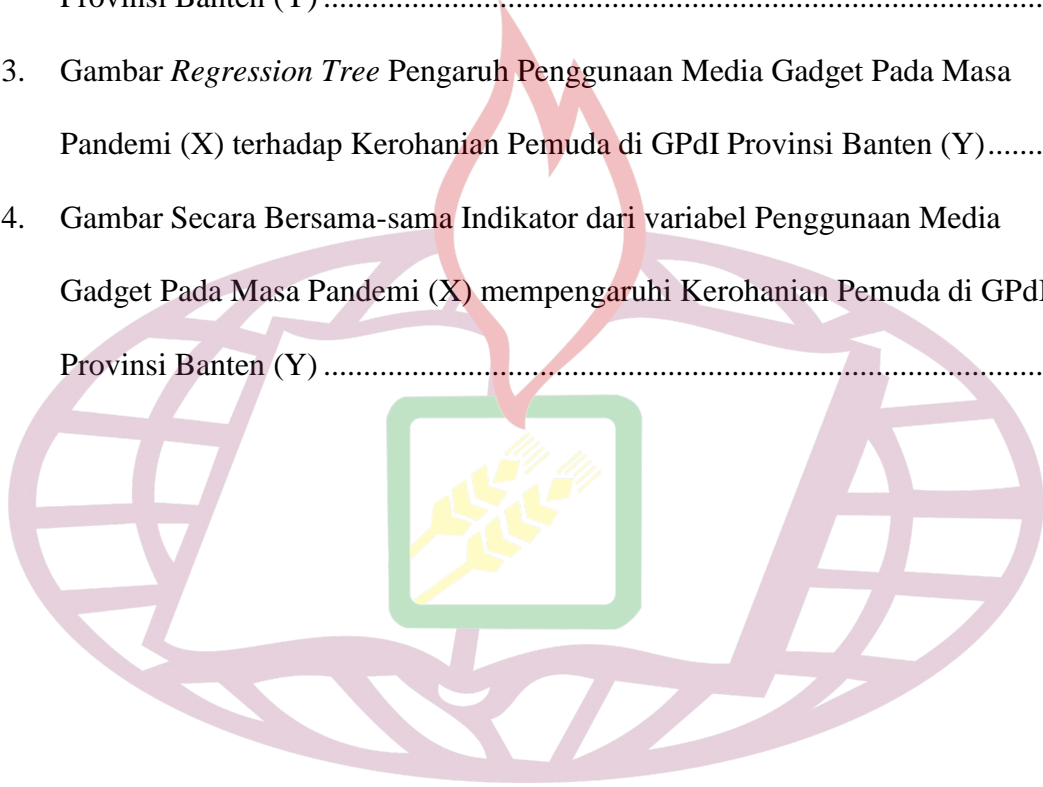 Provinsi Banten (Y)................................................................................................
3. Gambar Regression Tree Pengaruh Penggunaan Media Gadget Pada Masa
Pandemi (X) terhadap Kerohanian Pemuda di GPdI Provinsi Banten (Y).......
4. Gambar Secara Bersama-sama Indikator dari variabel Penggunaan Media
Gadget Pada Masa Pandemi (X) mempengaruhi Kerohanian Pemuda di GPdI
Provinsi Banten (Y) ................................................................................................